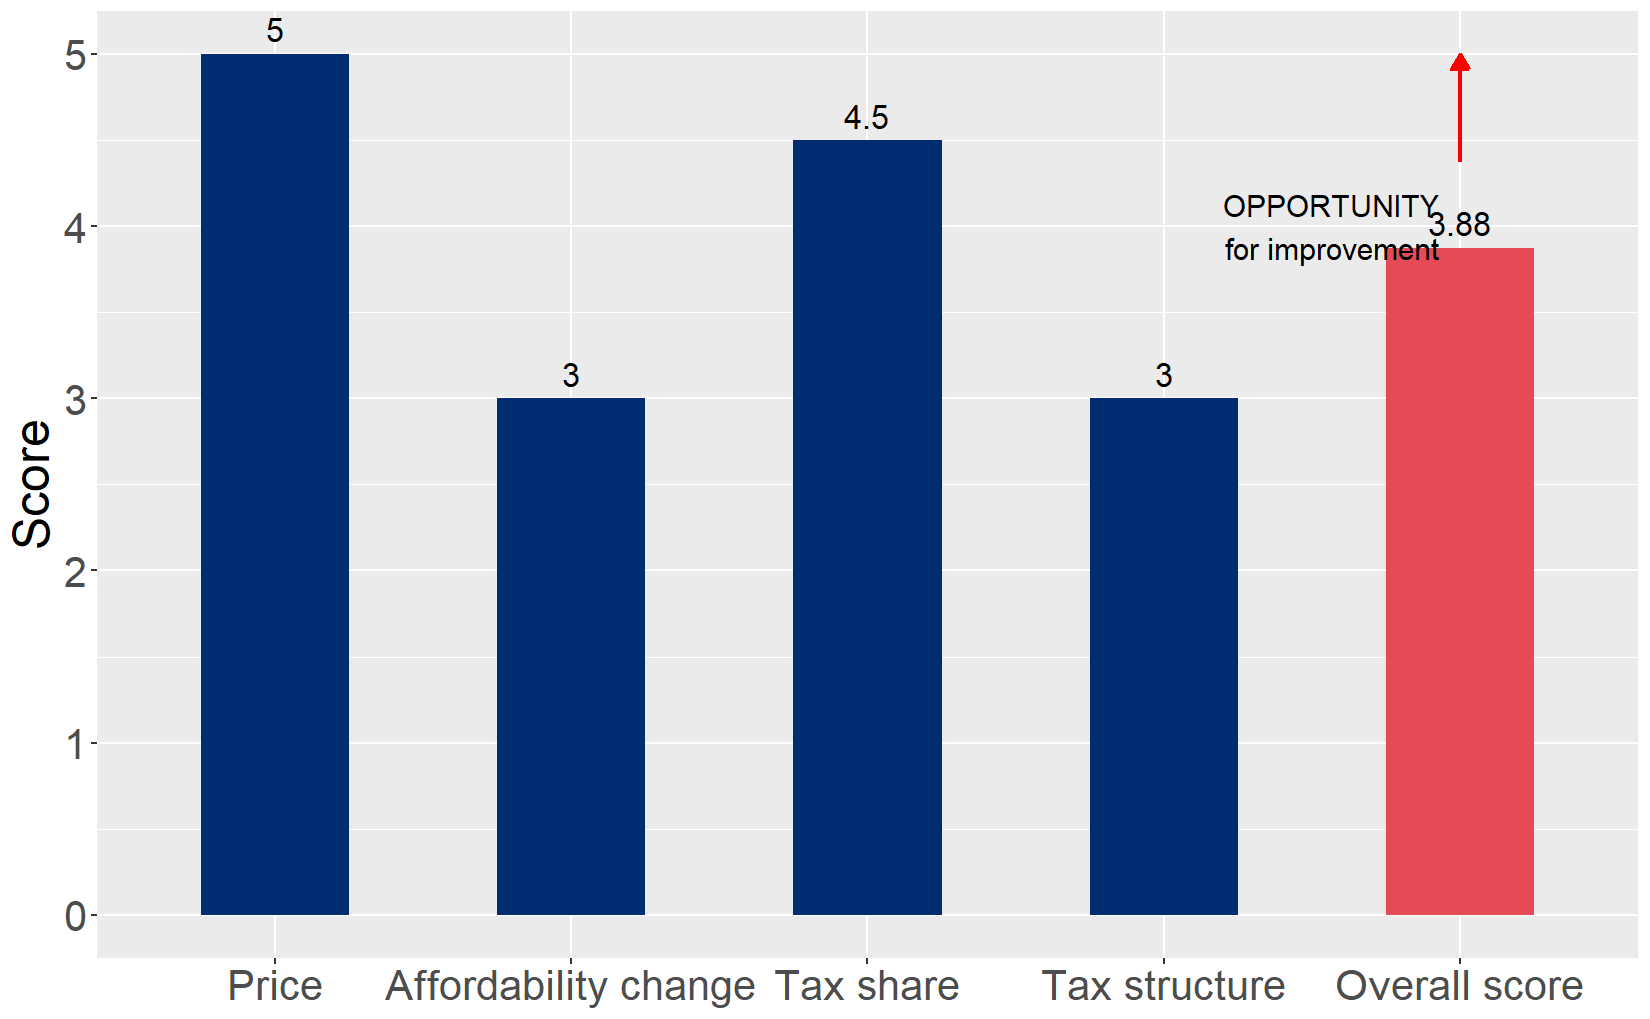 5
4.5
OPPORTUNITY
3.88
for improvement
3
3
Score
5
4
3
2
1
0
Price
Affordability change
Tax share
Tax structure
Overall score